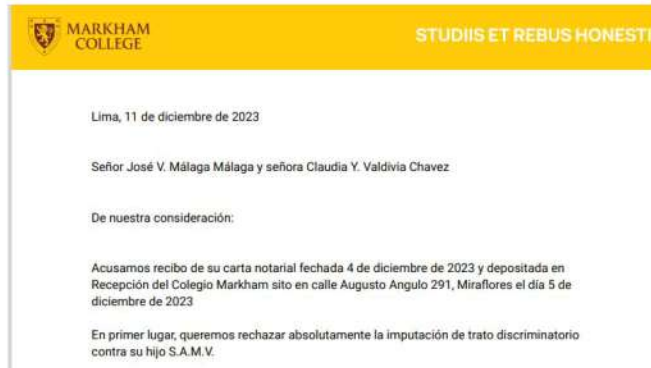 MARKHAM
COLLEGE
STUDIIS ET REBUS HONESTI
Lima, 11 de diciembre de 2023
Señor José V. Málaga Málaga y señora Claudia Y. Valdivia Chavez
De nuestra consideración:
Acusamos recibo de su carta notarial fechada 4 de diciembre de 2023 y depositada en
Recepción del Colegio Markham sito en calle Augusto Angulo 291, Miraflores el día 5 de
diciembre de 2023
En primer lugar, queremos rechazar absolutamente la imputación de trato discriminatorio
contra su hijo S.A.M.V.